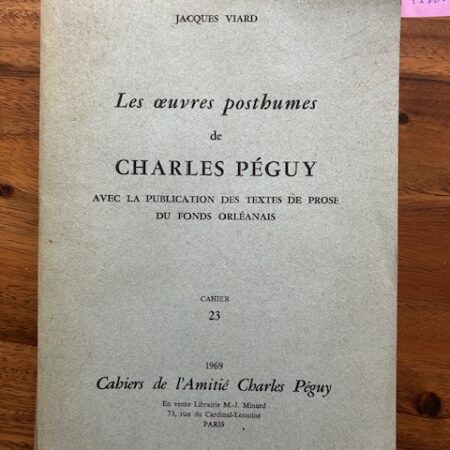 JACQUES VIARD
Les œuvres posthumes
de
CHARLES PÉGUY
AVEC LA PUBLICATION DES TEXTES DE PROSE
DU FONDS ORLÉANAIS
CAHIER
23
1969
Cahiers de l'Amitié Charles Péguy
En vente Librairie M.-J. Minard
73, rue du Cardinal-Lemoine
PARIS